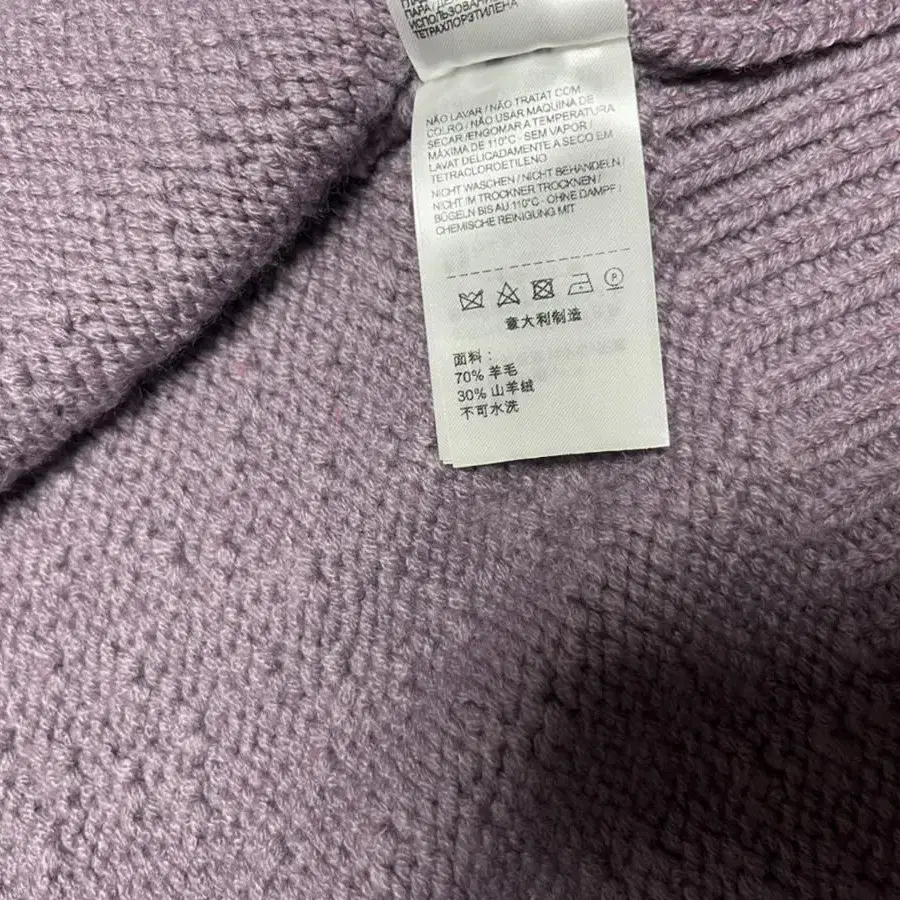 ПАРА / ДЕ
ИСПОЛЬЗОВАНИ
ТЕТРАХЛОРЭТИЛЕНА
NÃO LAVAR / NÃO TRATAT COM
COLRO / NÃO USAR MAQUINA DE
SECAR /ENGOMAR A TEMPERATURA
MÁXIMA DE 110°C - SEM VAPOR /
LAVAT DELICADAMENTE A SECO EM
TETRACLOROETILENO
NICHT WASCHEN / NICHT BEHANDELN /
NICHT IM TROCKNER TROCKNEN /
BÜGELN BIS AU 110°C - OHNE DAMPF /
CHEMISCHE REINIGUNG MIT
P
意大利制造
面料 :
70% 羊毛
30% 山羊绒
不可水洗